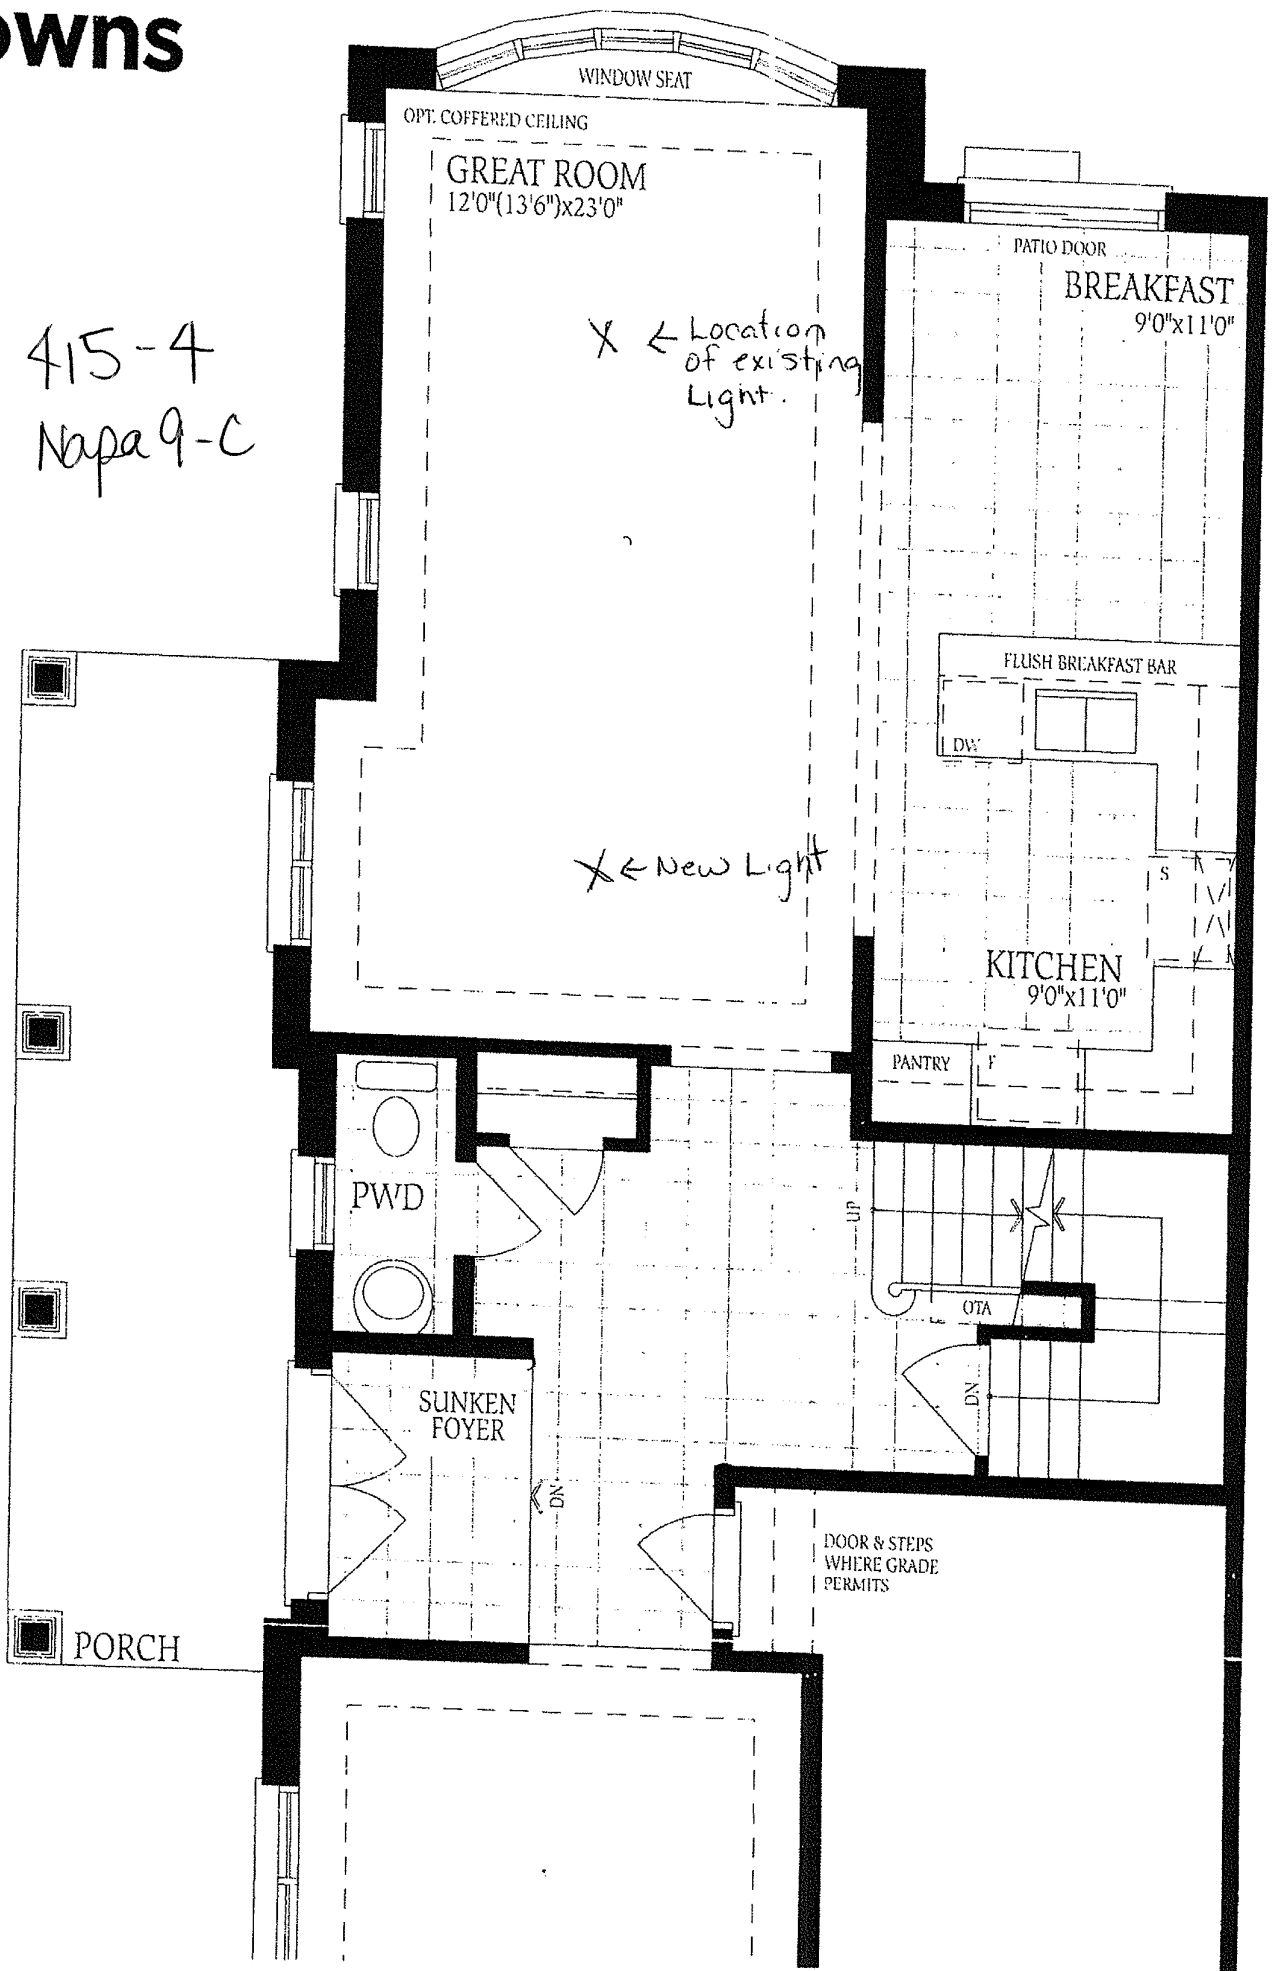 owns
WINDOW SEAT
OPT. COFFERED CEILING
GREAT ROOM
12'0"(13'6")x23'0"
PATIO DOOR
BREAKFAST
9'0"x11'0"
415-4
Napa 9-C
X ← Location
of existing
Light.
FLUSH BREAKFAST BAR
DW
X ← New Light
S
KITCHEN
9'0"x11'0"
PANTRY
F
PWD
UP
OTA
DN
SUNKEN
FOYER
DN
DOOR & STEPS
WHERE GRADE
PERMITS
PORCH